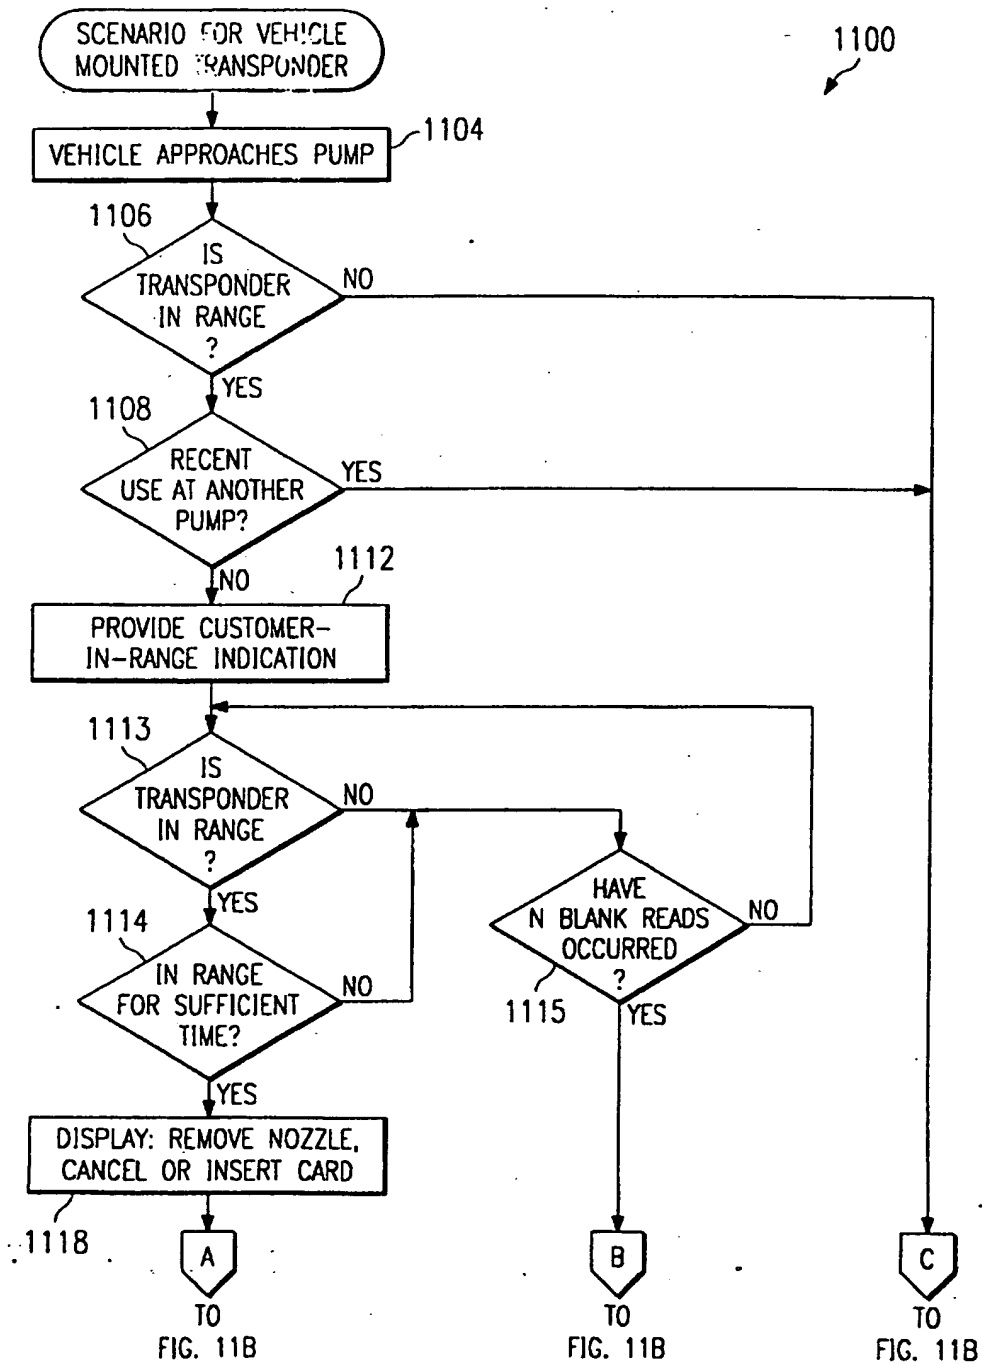 SCENARIO FOR VEHICLE
MOUNTED TRANSPONDER
1100
1104
VEHICLE APPROACHES PUMP
1106
IS
TRANSPONDER
IN RANGE
?
NO
YES
1108
RECENT
USE AT ANOTHER
PUMP?
YES
NO
1112
PROVIDE CUSTOMER-
IN-RANGE INDICATION
1113
IS
TRANSPONDER
IN RANGE
?
NO
YES
HAVE
N BLANK READS
OCCURRED
?
NO
1115
YES
1114
IN RANGE
FOR SUFFICIENT
TIME?
NO
YES
DISPLAY: REMOVE NOZZLE,
CANCEL OR INSERT CARD
1118
A
TO
FIG. 11B
B
TO
FIG. 11B
C
TO
FIG. 11B